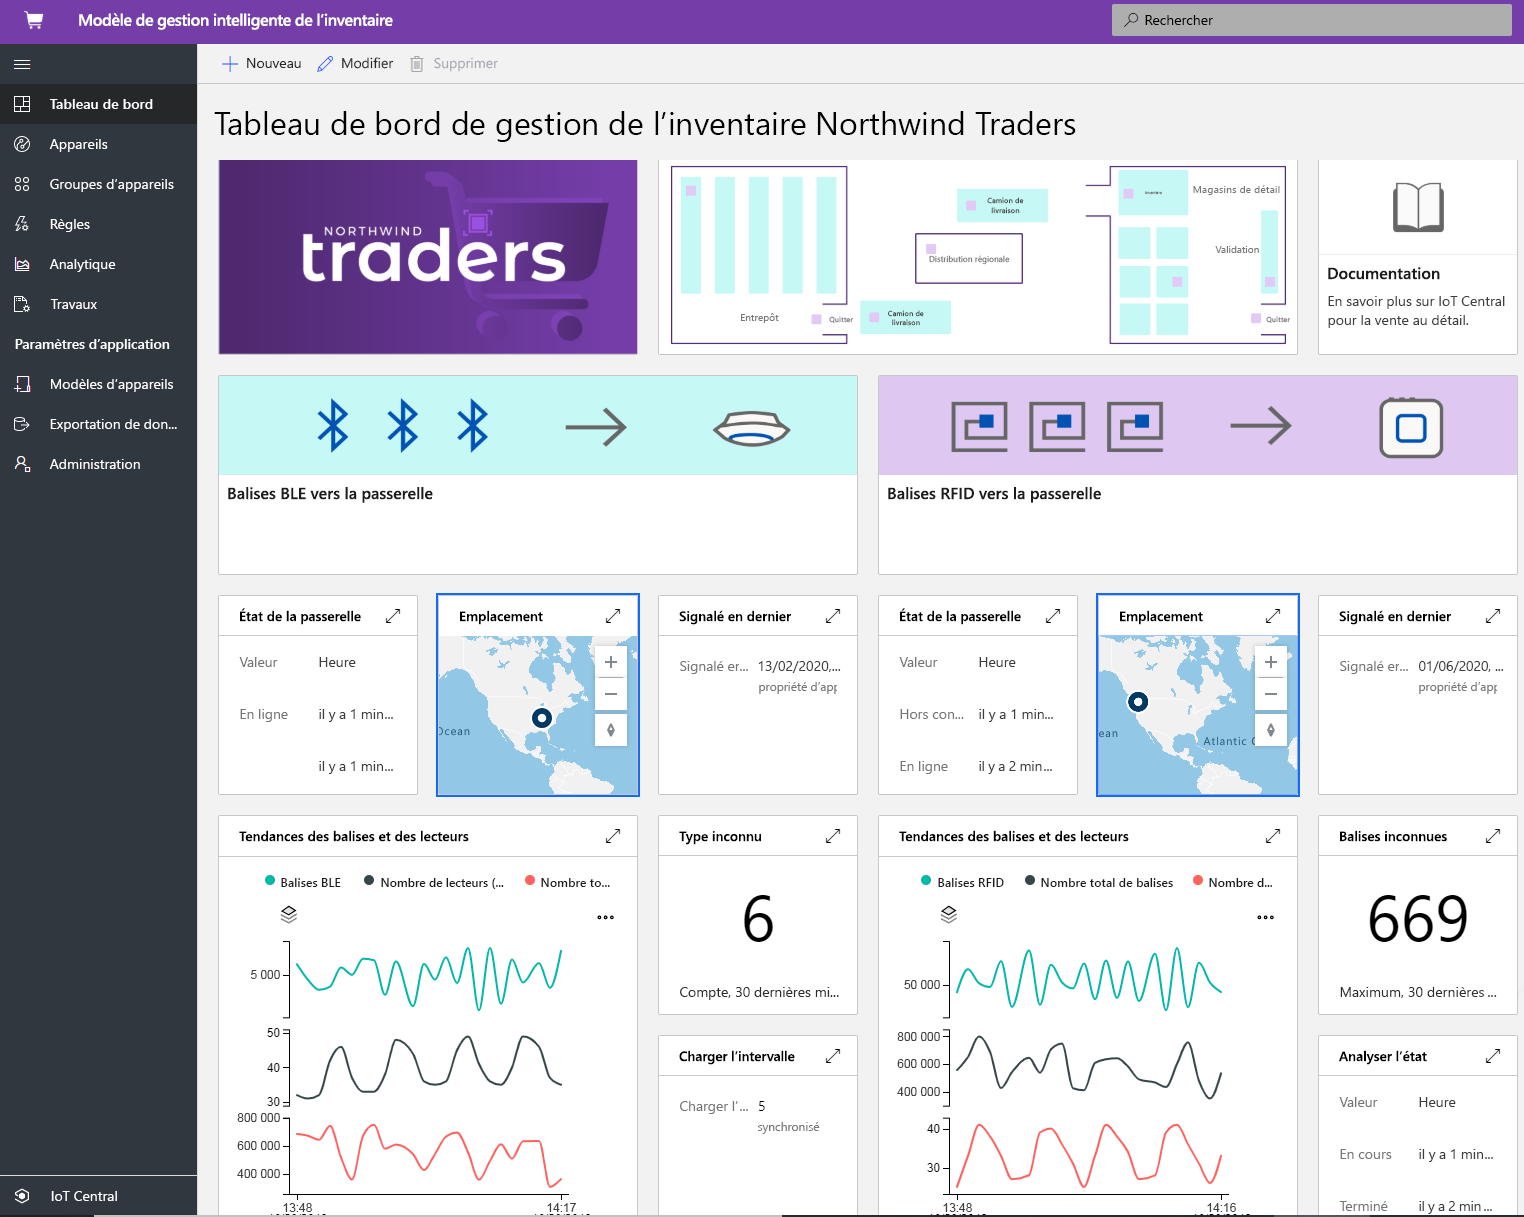 Modèle de gestion intelligente de l’inventaire
Rechercher
Nouveau
Modifier
Supprimer
Tableau de bord
Appareils
Groupes d’appareils
Règles
Analytique
Travaux
Paramètres d’application
Modèles d’appareils
Exportation de don...
Administration
IoT Central
Tableau de bord de gestion de l’inventaire Northwind Traders
NORTHWIND
traders
Entrepôt
Quitter
Camion de
livraison
Distribution régionale
Camion de
livraison
Magasins de détail
Validation
Quitter
Documentation
En savoir plus sur IoT Central
pour la vente au détail.
Balises BLE vers la passerelle
Balises RFID vers la passerelle
État de la passerelle
Valeur Heure
En ligne il y a 1 min...
il y a 1 min...
Emplacement
Ocean
Signalé en dernier
Signalé er... 13/02/2020,...
propriété d’app
État de la passerelle
Valeur Heure
Hors con... il y a 1 min...
En ligne il y a 2 min...
Emplacement
ean
Atlantic
Signalé en dernier
Signalé er... 01/06/2020, ...
propriété d’app
Tendances des balises et des lecteurs
Balises BLE Nombre de lecteurs (... Nombre to...
5 000
50
40
30
800 000
600 000
400 000
13:48 14:17
Type inconnu
6
Compte, 30 dernières mi...
Charger l’intervalle
Charger l’... 5
synchronisé
Tendances des balises et des lecteurs
Balises RFID Nombre total de balises Nombre d...
50 000
800 000
600 000
400 000
40
30
13:48 14:16
Balises inconnues
669
Maximum, 30 dernières ...
Analyser l’état
Valeur Heure
En cours il y a 1 min...
Terminé il y a 2 min...